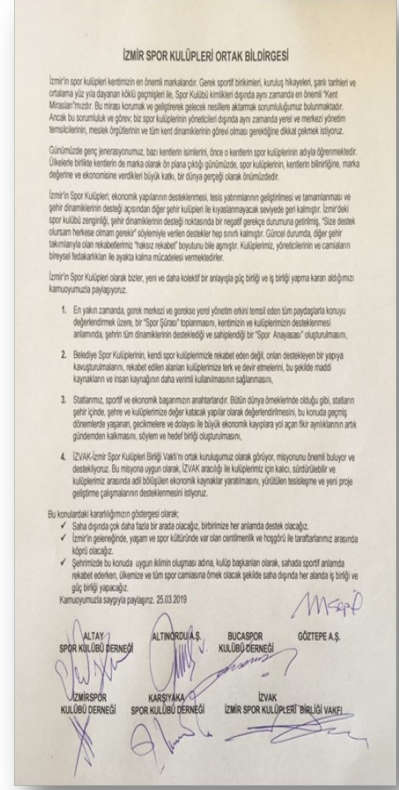 İZMİR SPOR KULÜPLERİ ORTAK BİLDİRGESİ
İzmir'in spor kulüpleri kentimizin en önemli markalarıdır. Gerek sportif birikimleri, kuruluş hikayeleri, şanlı tarihleri ve
ortalama yüz yıla dayanan köklü geçmişleri ile, Spor Kulübü kimlikleri dışında aynı zamanda en önemli "Kent
Mirasları"mızdır. Bu mirası korumak ve geliştirerek gelecek nesillere aktarmak sorumluluğumuz bulunmaktadır.
Ancak bu sorumluluk ve görev, biz spor kulüplerinin yöneticileri dışında aynı zamanda yerel ve merkezi yönetim
temsilcilerinin, meslek örgütlerinin ve tüm kent dinamiklerinin görevi olması gerektiğine dikkat çekmek istiyoruz.
Günümüzde genç jenerasyonumuz, bazı kentlerin isimlerini, önce o kentlerin spor kulüplerinin adıyla öğrenmektedir.
Ülkelerle birlikte kentlerin de marka olarak ön plana çıktığı günümüzde, spor kulüplerinin, kentlerin bilinirliğine, marka
değerine ve ekonomisine verdikleri büyük katkı, bir dünya gerçeği olarak önümüzdedir.
İzmir'in Spor Kulüpleri, ekonomik yapılarının desteklenmesi, tesis yatırımlarının geliştirilmesi ve tamamlanması ve
şehir dinamiklerinin desteği açısından diğer şehir kulüpleri ile kıyaslanmayacak seviyede geri kalmıştır. İzmir'deki
spor kulübü zenginliği, şehir dinamiklerinin desteği noktasında bir negatif gerekçe durumuna getirilmiş, "Size destek
olursam herkese olmam gerekir" söylemiyle verilen destekler hep sınırlı kalmıştır. Güncel durumda, diğer şehir
takımlarıyla olan rekabetlerimiz "haksız rekabet" boyutunu bile aşmıştır. Kulüplerimiz, yöneticilerinin ve camiaların
bireysel fedakarlıkları ile ayakta kalma mücadelesi vermektedirler.
İzmir'in Spor Kulüpleri olarak bizler, yeni ve daha kolektif bir anlayışla güç birliği ve iş birliği yapma kararı aldığımızı
kamuoyumuzla paylaşıyoruz.
1. En yakın zamanda, gerek merkezi ve gerekse yerel yönetim erkini temsil eden tüm paydaşlarla konuyu
değerlendirmek üzere, bir "Spor Şûrası" toplanmasını, kentimizin ve kulüplerimizin desteklenmesi
anlamında, şehrin tüm dinamiklerinin desteklediği ve sahiplendiği bir "Spor Anayasası" oluşturulmasını,
2. Belediye Spor Kulüplerinin, kendi spor kulüplerimizle rekabet eden değil, onları destekleyen bir yapıya
kavuşturulmalarını, rekabet edilen alanları kulüplerimize terk ve devir etmelerini, bu şekilde maddi
kaynakların ve insan kaynağının daha verimli kullanılmasının sağlanmasını,
3. Statlarımız, sportif ve ekonomik başarımızın anahtarlarıdır. Bütün dünya örneklerinde olduğu gibi, statların
şehir içinde, şehre ve kulüplerimize değer katacak yapılar olarak değerlendirilmesini, bu konuda geçmiş
dönemlerde yaşanan, gecikmelere ve dolayısı ile büyük ekonomik kayıplara yol açan fikir ayrılıklarının artık
gündemden kalkmasını, söylem ve hedef birliği oluşturulmasını,
4. İZVAK-İzmir Spor Kulüpleri Birliği Vakfı'nı ortak kuruluşumuz olarak görüyor, misyonunu önemli buluyor ve
destekliyoruz. Bu misyona uygun olarak, İZVAK aracılığı ile kulüplerimiz için kalıcı, sürdürülebilir ve
kulüplerimiz arasında adil bölüşülen ekonomik kaynaklar yaratılmasını, yürütülen tesisleşme ve yeni proje
geliştirme çalışmalarının desteklenmesini istiyoruz.
Bu konulardaki kararlılığımızın göstergesi olarak;
✓ Saha dışında çok daha fazla bir arada olacağız, birbirimize her anlamda destek olacağız.
✓ İzmir'in geleneğinde, yaşam ve spor kültüründe var olan centilmenlik ve hoşgörü ile taraftarlarımız arasında
köprü olacağız.
✓ Şehrimizde bu konuda uygun iklimin oluşması adına, kulüp başkanları olarak, sahada sportif anlamda
rekabet ederken, ülkemize ve tüm spor camiasına örnek olacak şekilde saha dışında her alanda iş birliği ve
güç birliği yapacağız.
Kamuoyumuzla saygıyla paylaşırız. 25.03.2019
ALTAY ALTINORDU A.Ş. BUCASPOR GÖZTEPE A.Ş.
SPOR KULÜBÜ DERNEĞİ KULÜBÜ DERNEĞİ
İZMİRSPOR KARŞIYAKA İZVAK
KULÜBÜ DERNEĞİ SPOR KULÜBÜ DERNEĞİ İZMİR SPOR KULÜPLERİ BİRLİĞİ VAKFI